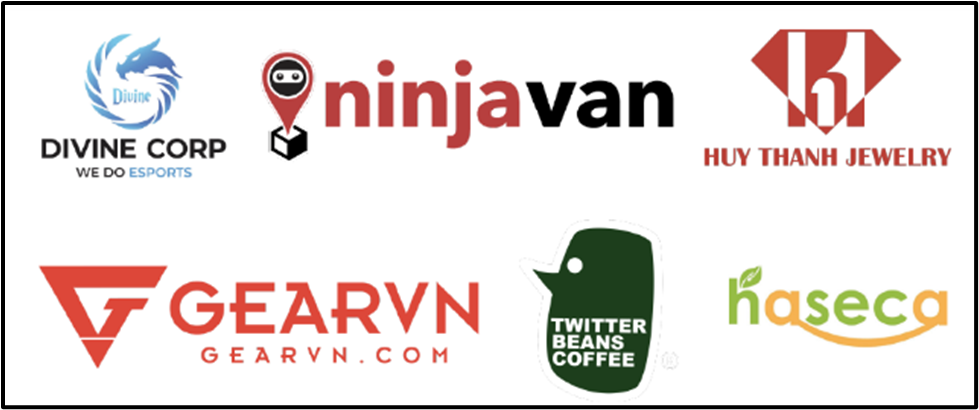 Divine
DIVINE CORP
WE DO ESPORTS
ninjavan
HUY THANH JEWELRY
GEARVN
GEARVN.COM
TWITTER
BEANS
COFFEE
®
haseca